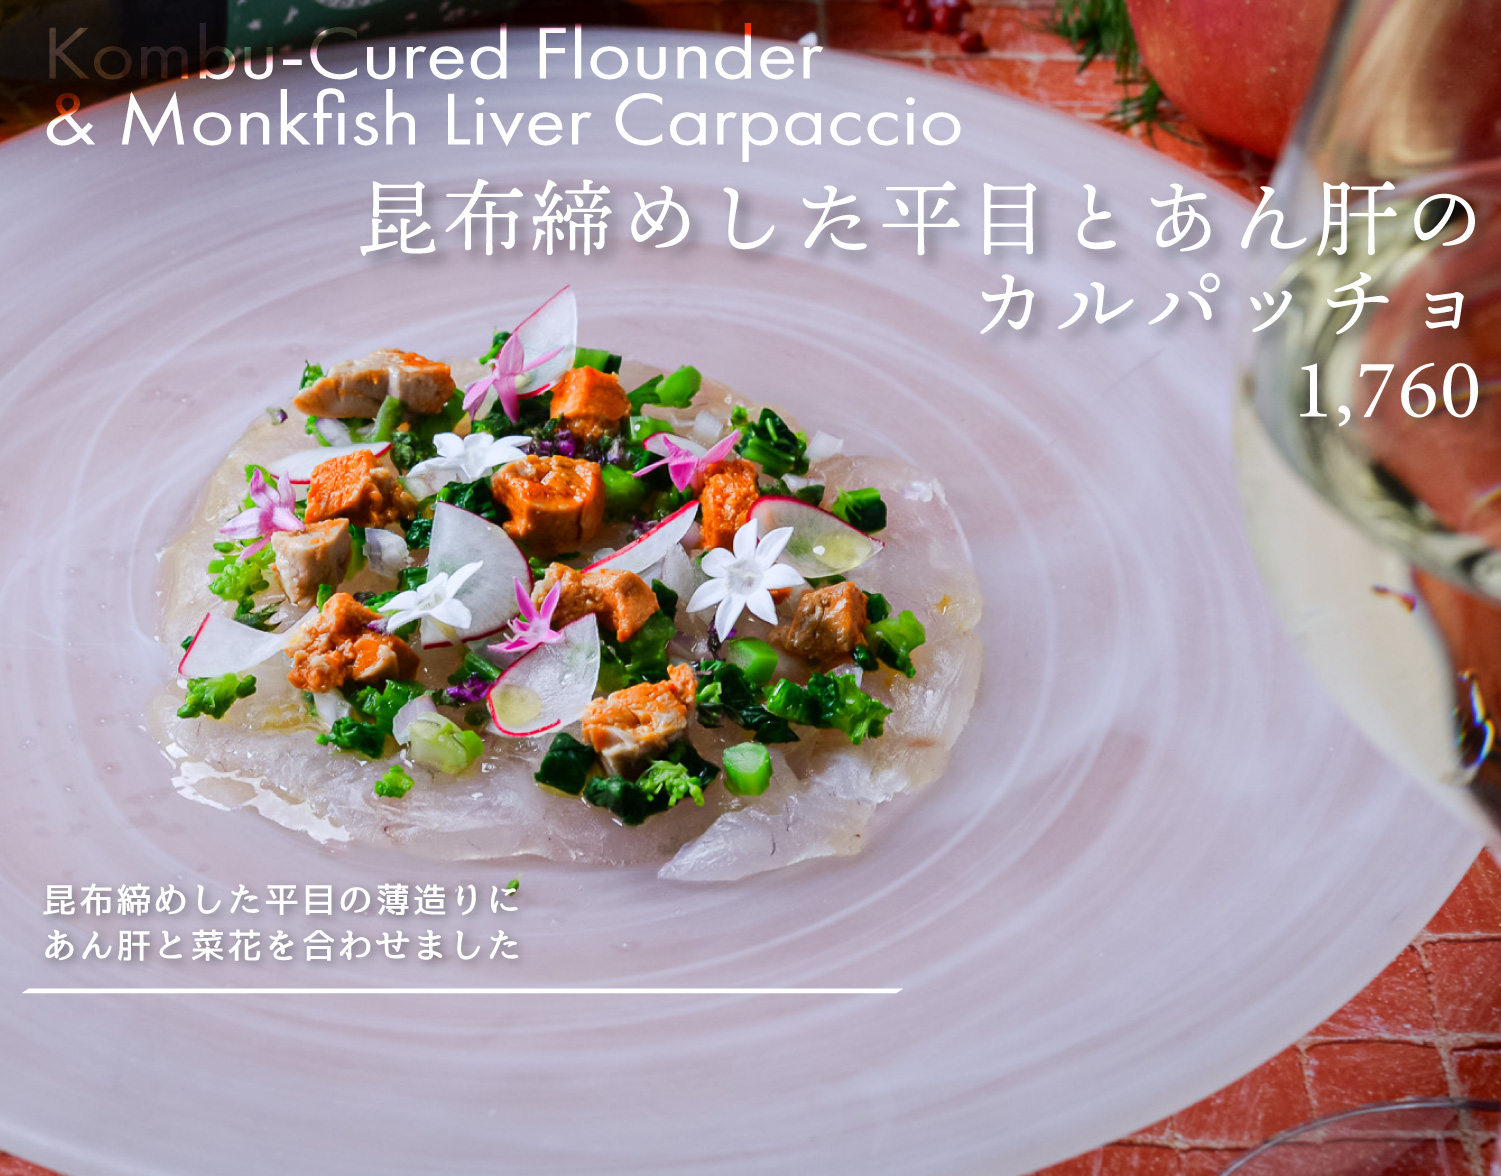 Kombu-Cured Flounder
& Monkfish Liver Carpaccio
昆布締めした平目とあん肝の
カルパッチョ
1,760
昆布締めした平目の薄造りに
あん肝と菜花を合わせました